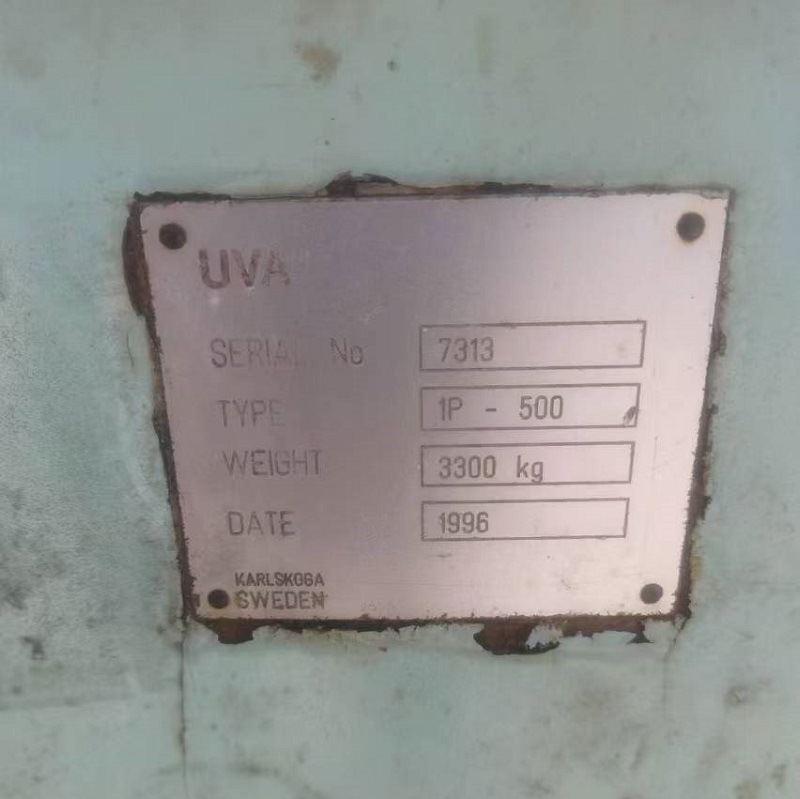 UVA
SERIAL No 7313
TYPE 1P - 500
WEIGHT 3300 kg
DATE 1996
KARLSKOGA
SWEDEN